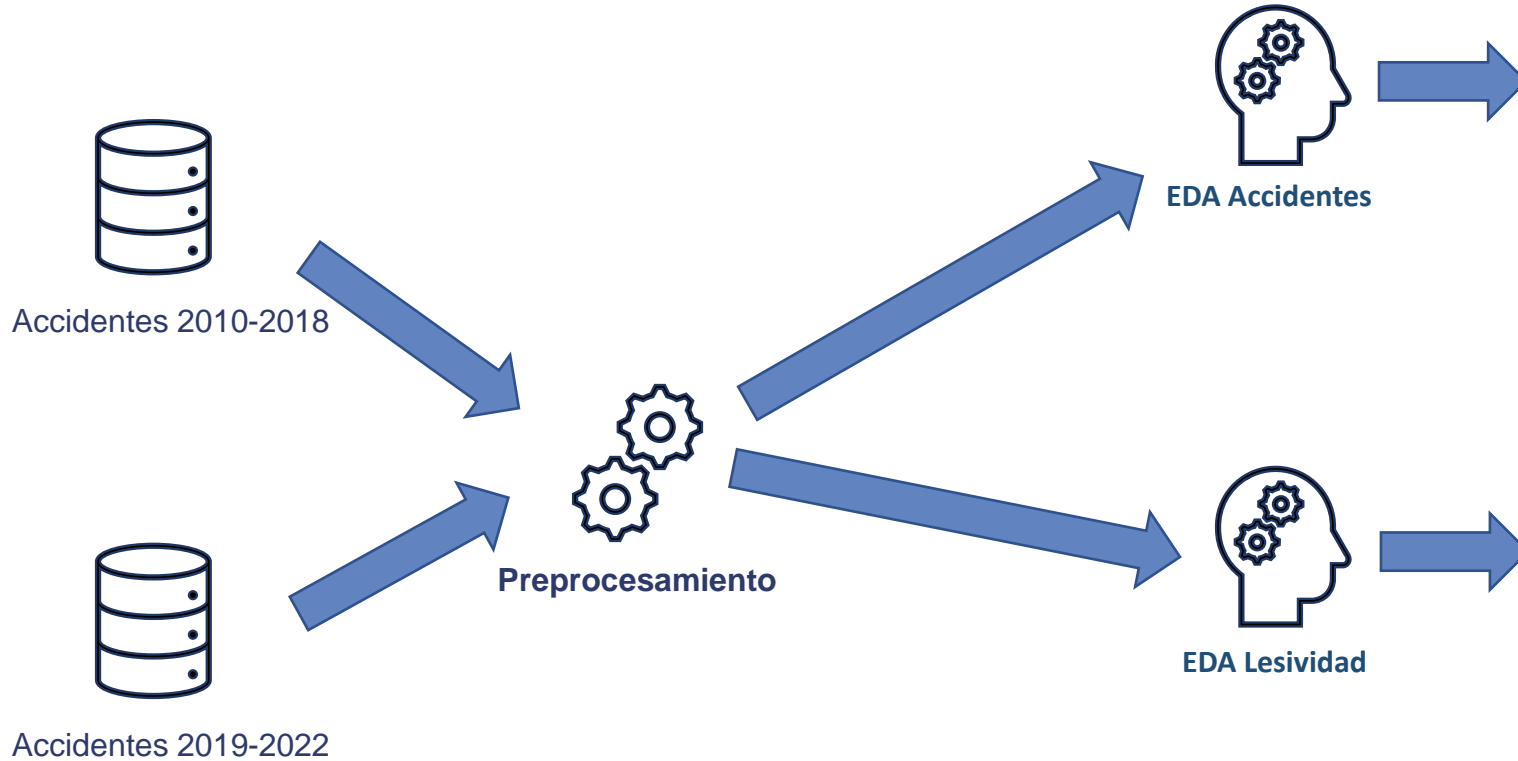 EDA Accidentes
Accidentes 2010-2018
Preprocesamiento
EDA Lesividad
Accidentes 2019-2022